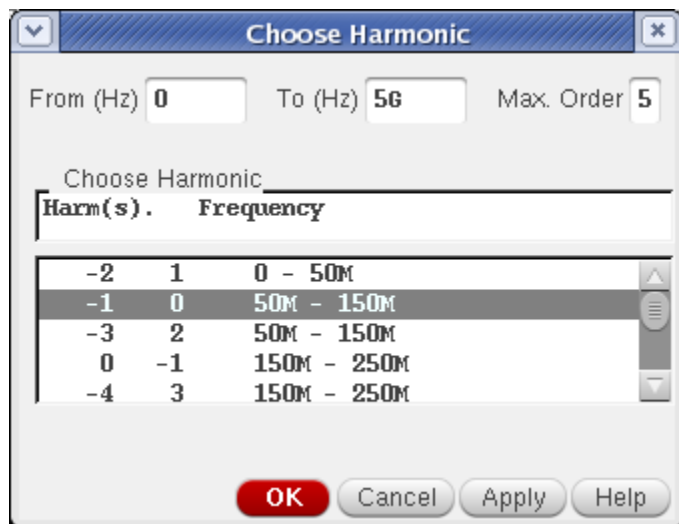 Choose Harmonic
From (Hz) 0 To (Hz) 5G Max. Order 5
Choose Harmonic
Harm(s). Frequency
-2 1 0 - 50M
-1 0 50M - 150M
-3 2 50M - 150M
0 -1 150M - 250M
-4 3 150M - 250M
OK Cancel Apply Help